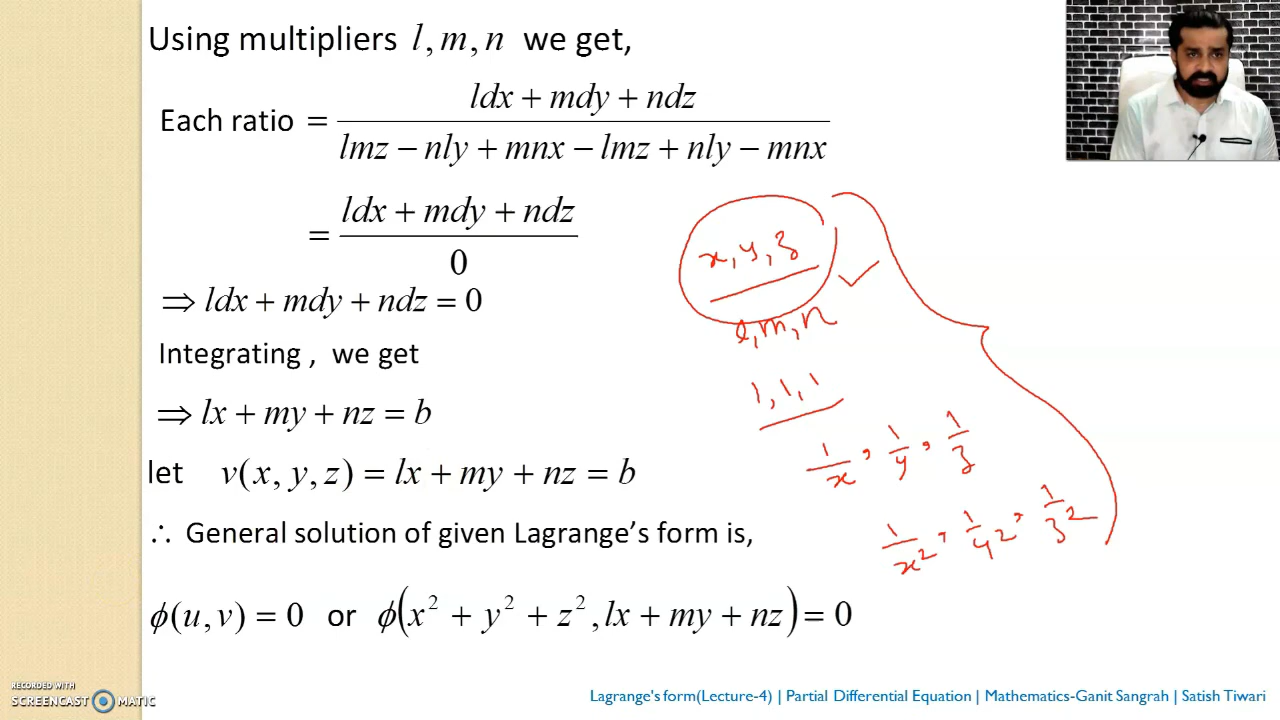 Using multipliers l, m, n we get,
Each ratio = (ldx + mdy + ndz) / (lmz − nly + mnx − lmz + nly − mnx)
= (ldx + mdy + ndz) / 0
⇒ ldx + mdy + ndz = 0
Integrating , we get
⇒ lx + my + nz = b
let v(x, y, z) = lx + my + nz = b
∴ General solution of given Lagrange's form is,
ϕ(u, v) = 0 or ϕ(x² + y² + z², lx + my + nz) = 0
x, y, z
l, m, n
1, 1, 1
1/x, 1/y, 1/z
1/x², 1/y², 1/z²
RECORDED WITH
SCREENCAST MATIC
Lagrange's form(Lecture-4) | Partial Differential Equation | Mathematics-Ganit Sangrah | Satish Tiwari